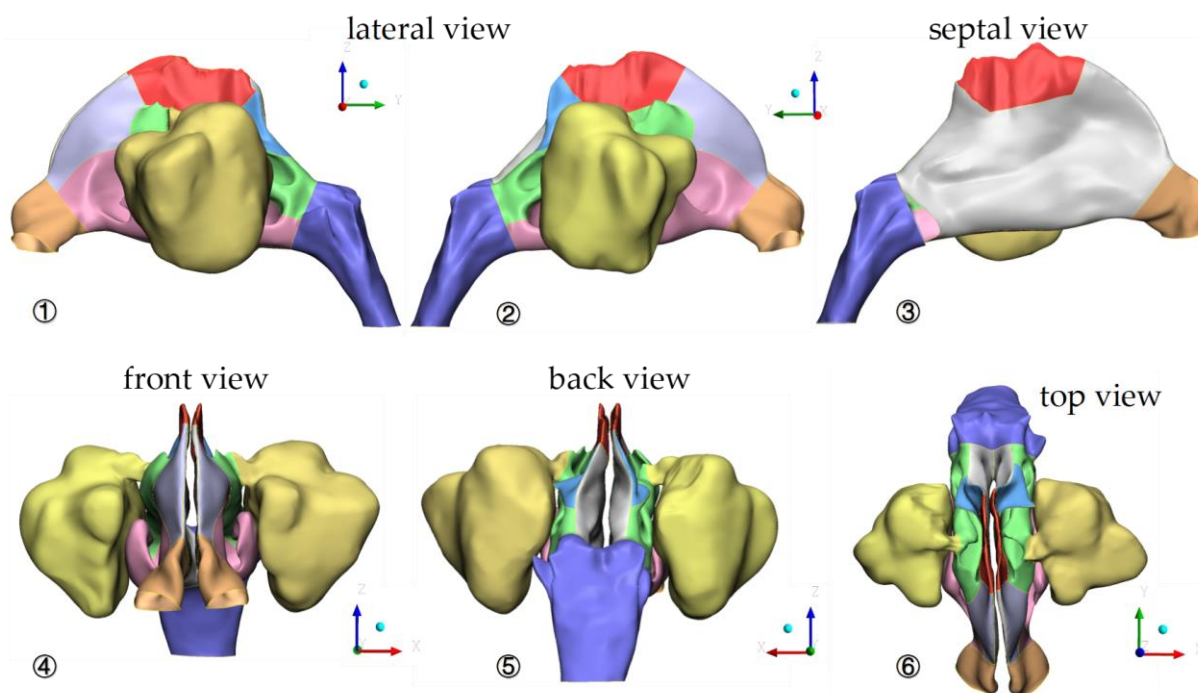 lateral view
septal view
Z
Y
Z
Y
①
②
③
front view
back view
top view
Z
X
Z
X
Y
Z
④
⑤
⑥